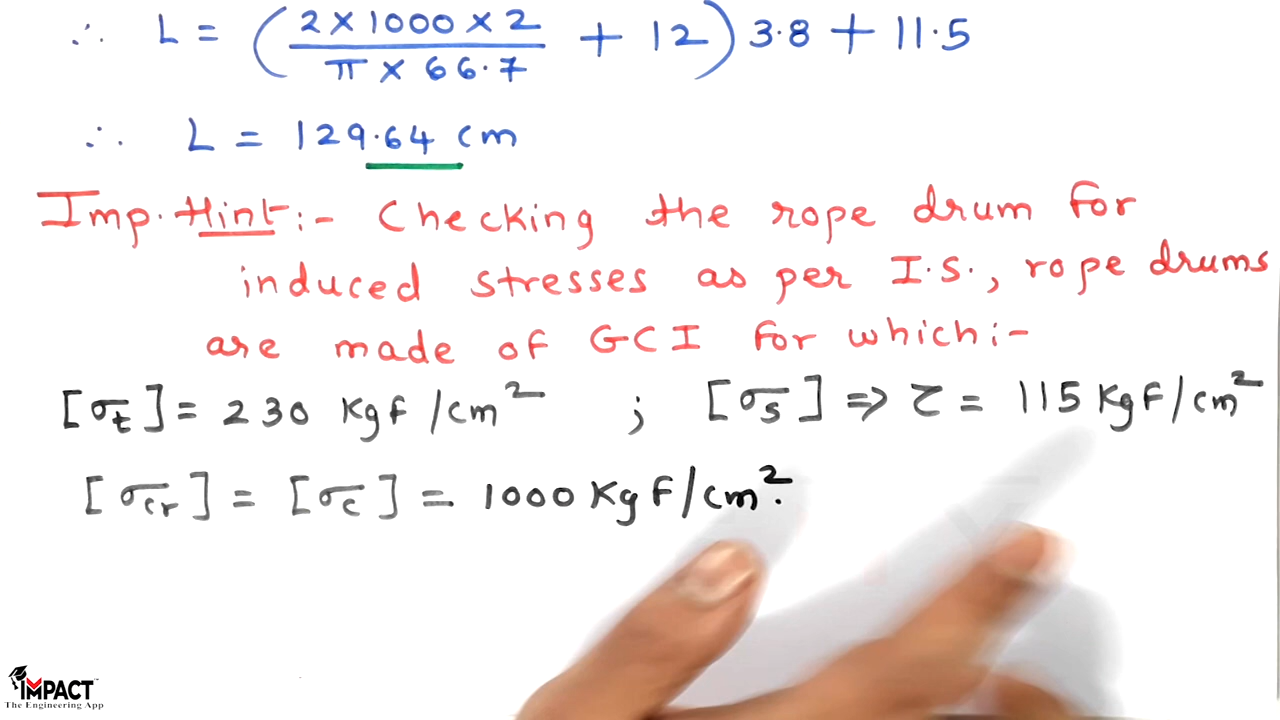 ∴ L = (2 × 1000 × 2 / π × 66.7 + 12) 3.8 + 11.5
∴ L = 129.64 cm
Imp. Hint :- Checking the rope drum for
induced stresses as per I.S., rope drums
are made of GCI for which :-
[σt] = 230 Kgf/cm² ; [σs] ⇒ τ = 115 Kgf/cm²
[σcr] = [σc] = 1000 Kgf/cm².
IMPACT
The Engineering App